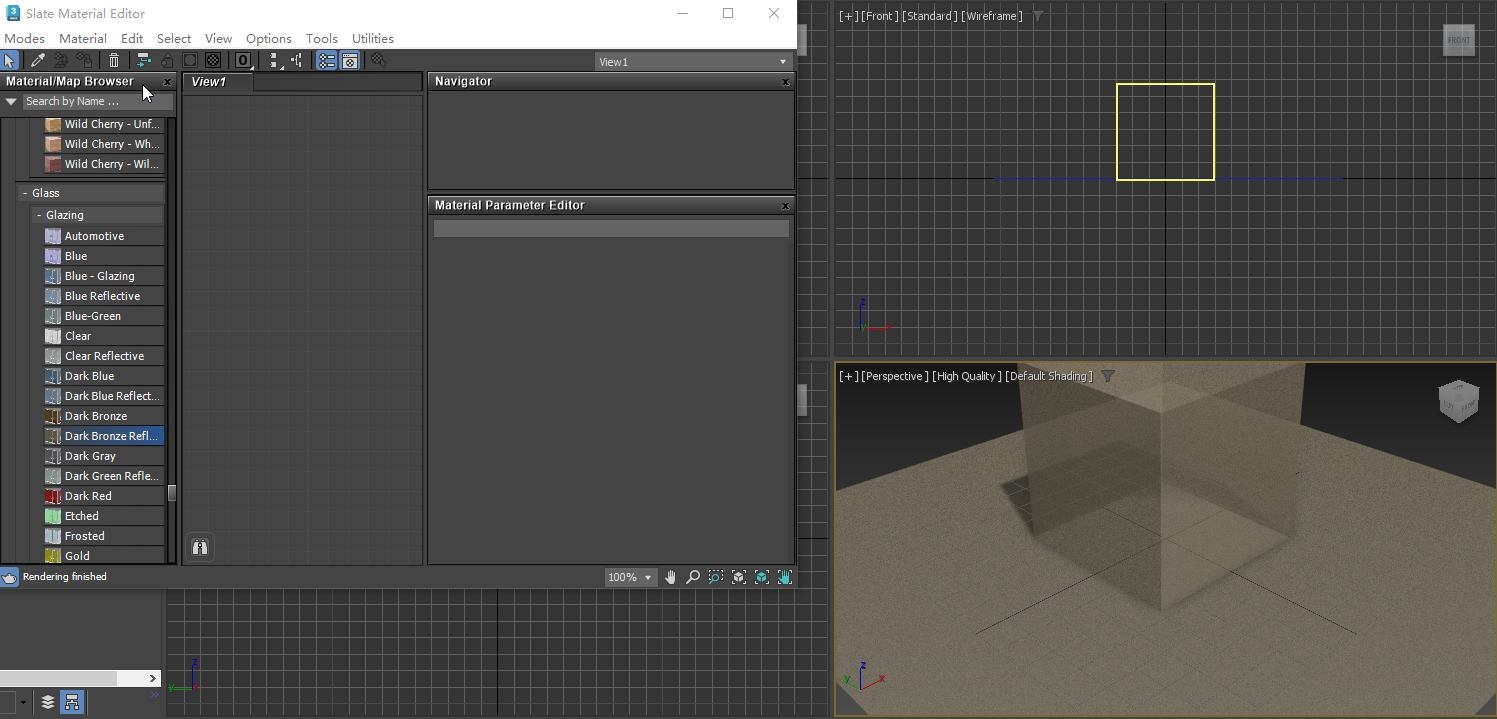 Slate Material Editor
Modes Material Edit Select View Options Tools Utilities
View1
Material/Map Browser
Search by Name ...
Wild Cherry - Unf...
Wild Cherry - Wh...
Wild Cherry - Wil...
- Glass
- Glazing
Automotive
Blue
Blue - Glazing
Blue Reflective
Blue-Green
Clear
Clear Reflective
Dark Blue
Dark Blue Reflect...
Dark Bronze
Dark Bronze Refl...
Dark Gray
Dark Green Refle...
Dark Red
Etched
Frosted
Gold
View1
Navigator
Material Parameter Editor
Rendering finished
100%
[+] [Front] [Standard] [Wireframe]
FRONT
z
y
x
[+] [Perspective] [High Quality] [Default Shading]
z
y
x
z
y